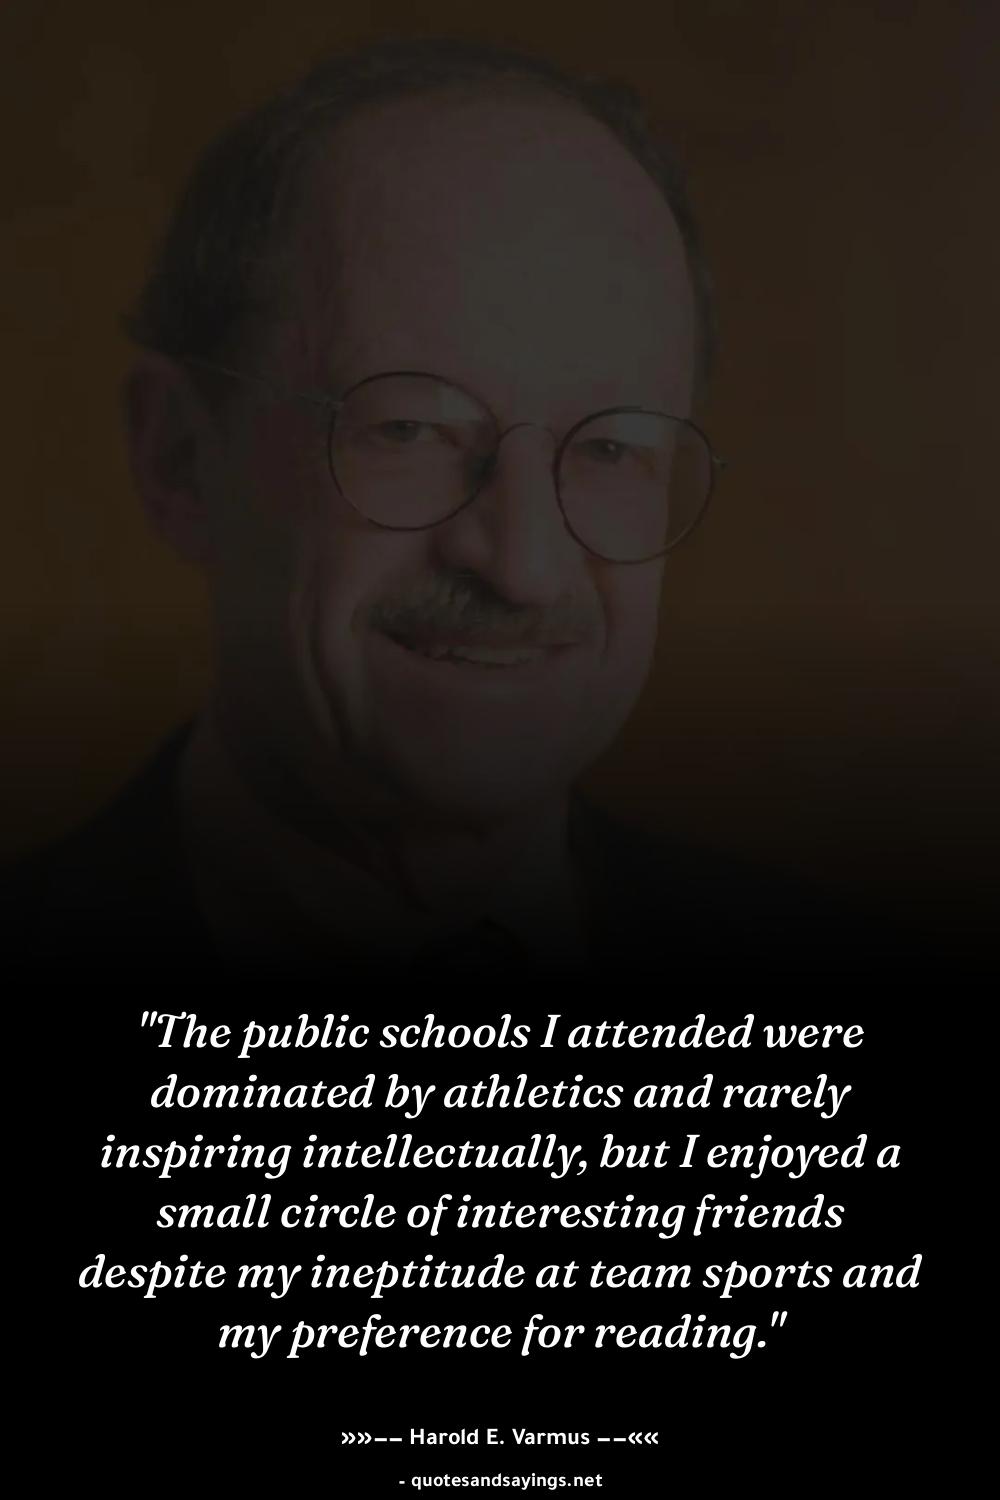 "The public schools I attended were
dominated by athletics and rarely
inspiring intellectually, but I enjoyed a
small circle of interesting friends
despite my ineptitude at team sports and
my preference for reading."
»»–– Harold E. Varmus ––««
- quotesandsayings.net